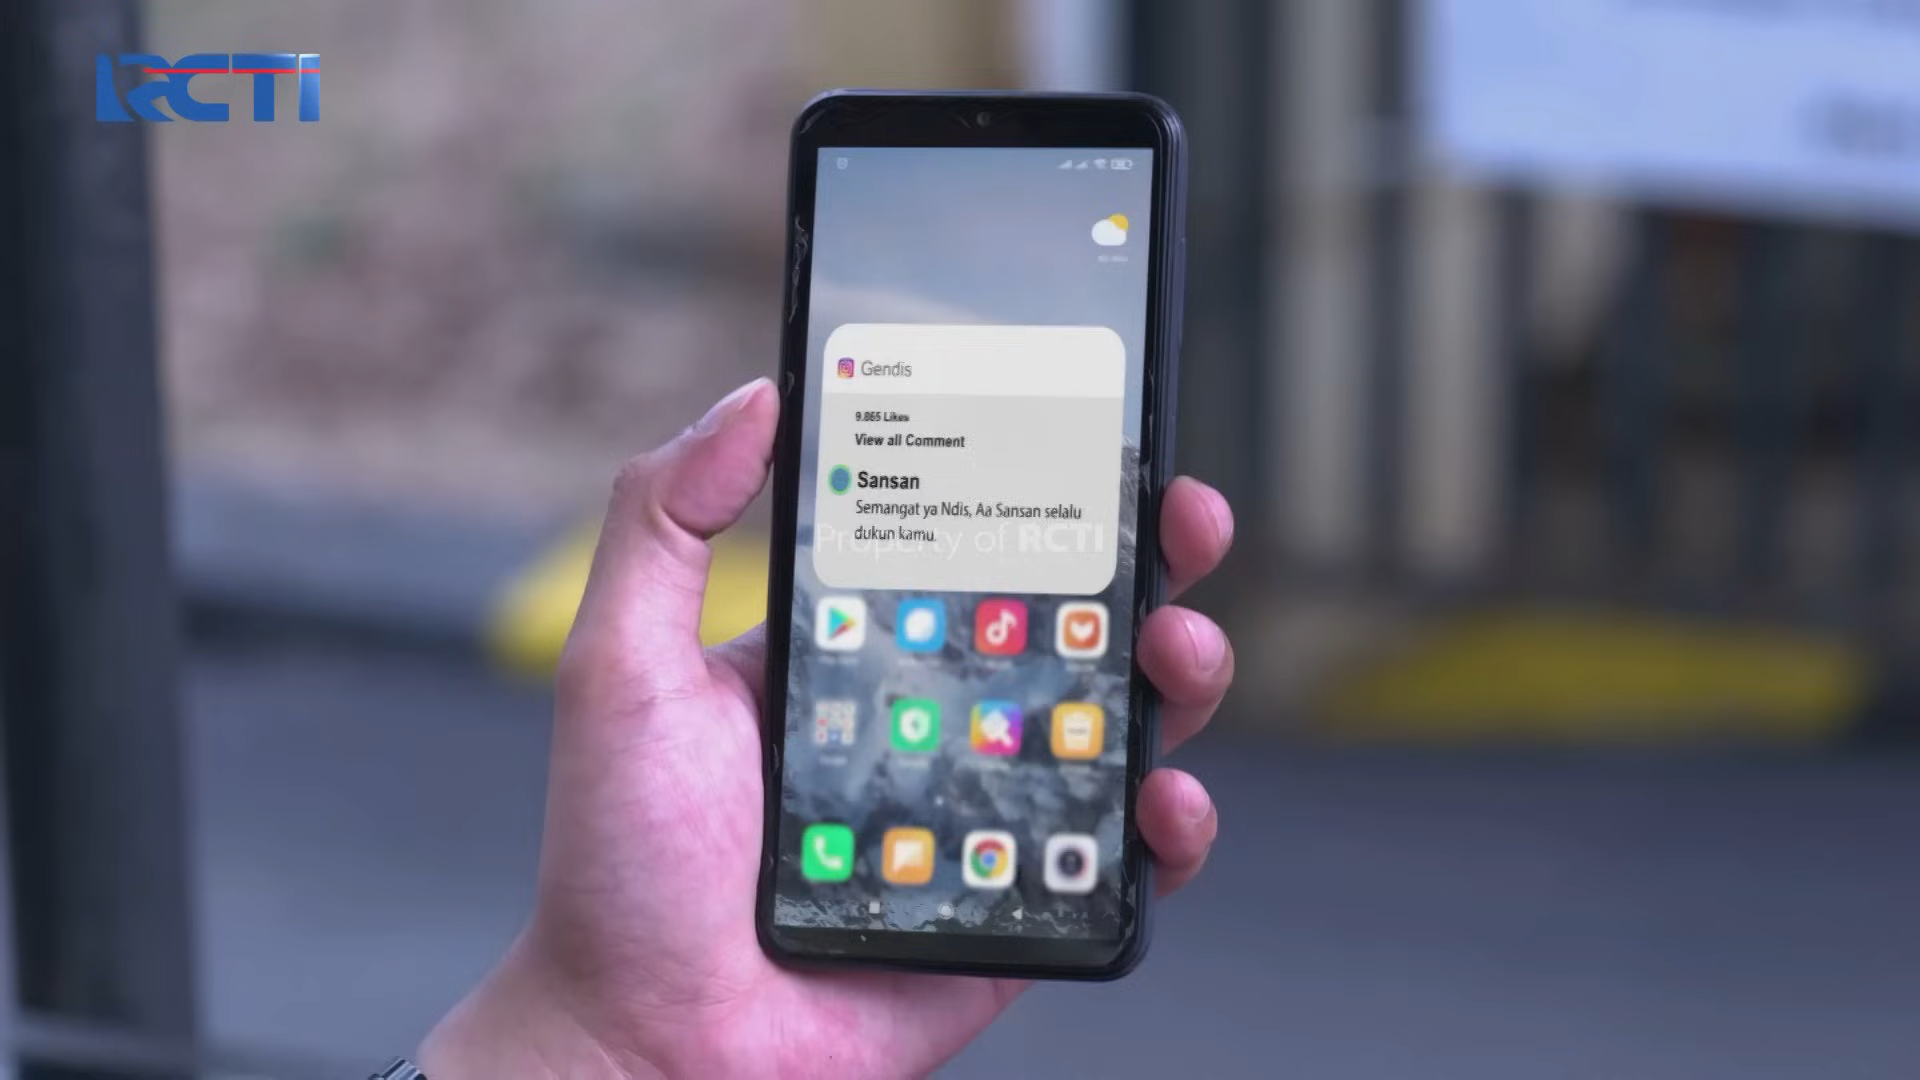 RCTI
Gendis
9.865 Likes
View all Comment
Sansan
Semangat ya Ndis, Aa Sansan selalu
dukun kamu.
Property of RCTI